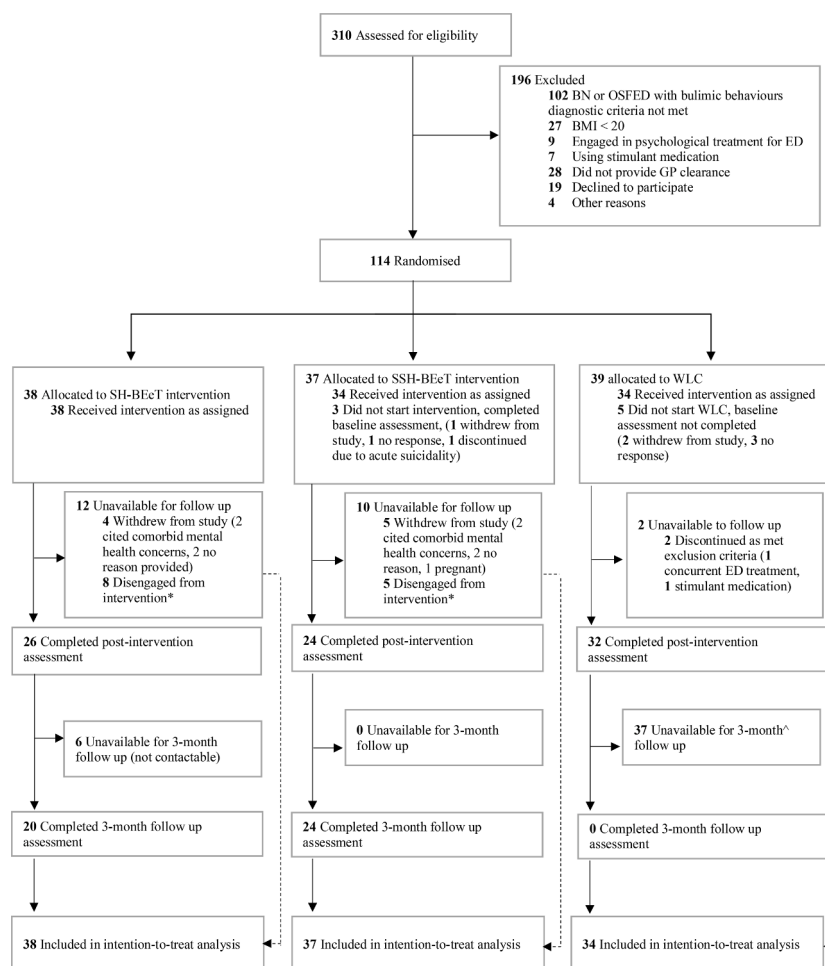 310 Assessed for eligibility
196 Excluded
102 BN or OSFED with bulimic behaviours
diagnostic criteria not met
27 BMI < 20
9 Engaged in psychological treatment for ED
7 Using stimulant medication
28 Did not provide GP clearance
19 Declined to participate
4 Other reasons
114 Randomised
38 Allocated to SH-BEeT intervention
38 Received intervention as assigned
37 Allocated to SSH-BEeT intervention
34 Received intervention as assigned
3 Did not start intervention, completed
baseline assessment, (1 withdrew from
study, 1 no response, 1 discontinued
due to acute suicidality)
39 allocated to WLC
34 Received intervention as assigned
5 Did not start WLC, baseline
assessment not completed
(2 withdrew from study, 3 no
response)
12 Unavailable for follow up
4 Withdrew from study (2
cited comorbid mental
health concerns, 2 no
reason provided)
8 Disengaged from
intervention*
10 Unavailable for follow up
5 Withdrew from study (2
cited comorbid mental
health concerns, 2 no
reason, 1 pregnant)
5 Disengaged from
intervention*
2 Unavailable to follow up
2 Discontinued as met
exclusion criteria (1
concurrent ED treatment,
1 stimulant medication)
26 Completed post-intervention
assessment
24 Completed post-intervention
assessment
32 Completed post-intervention
assessment
6 Unavailable for 3-month
follow up (not contactable)
0 Unavailable for 3-month
follow up
37 Unavailable for 3-month^
follow up
20 Completed 3-month follow up
assessment
24 Completed 3-month follow up
assessment
0 Completed 3-month follow up
assessment
38 Included in intention-to-treat analysis
37 Included in intention-to-treat analysis
34 Included in intention-to-treat analysis